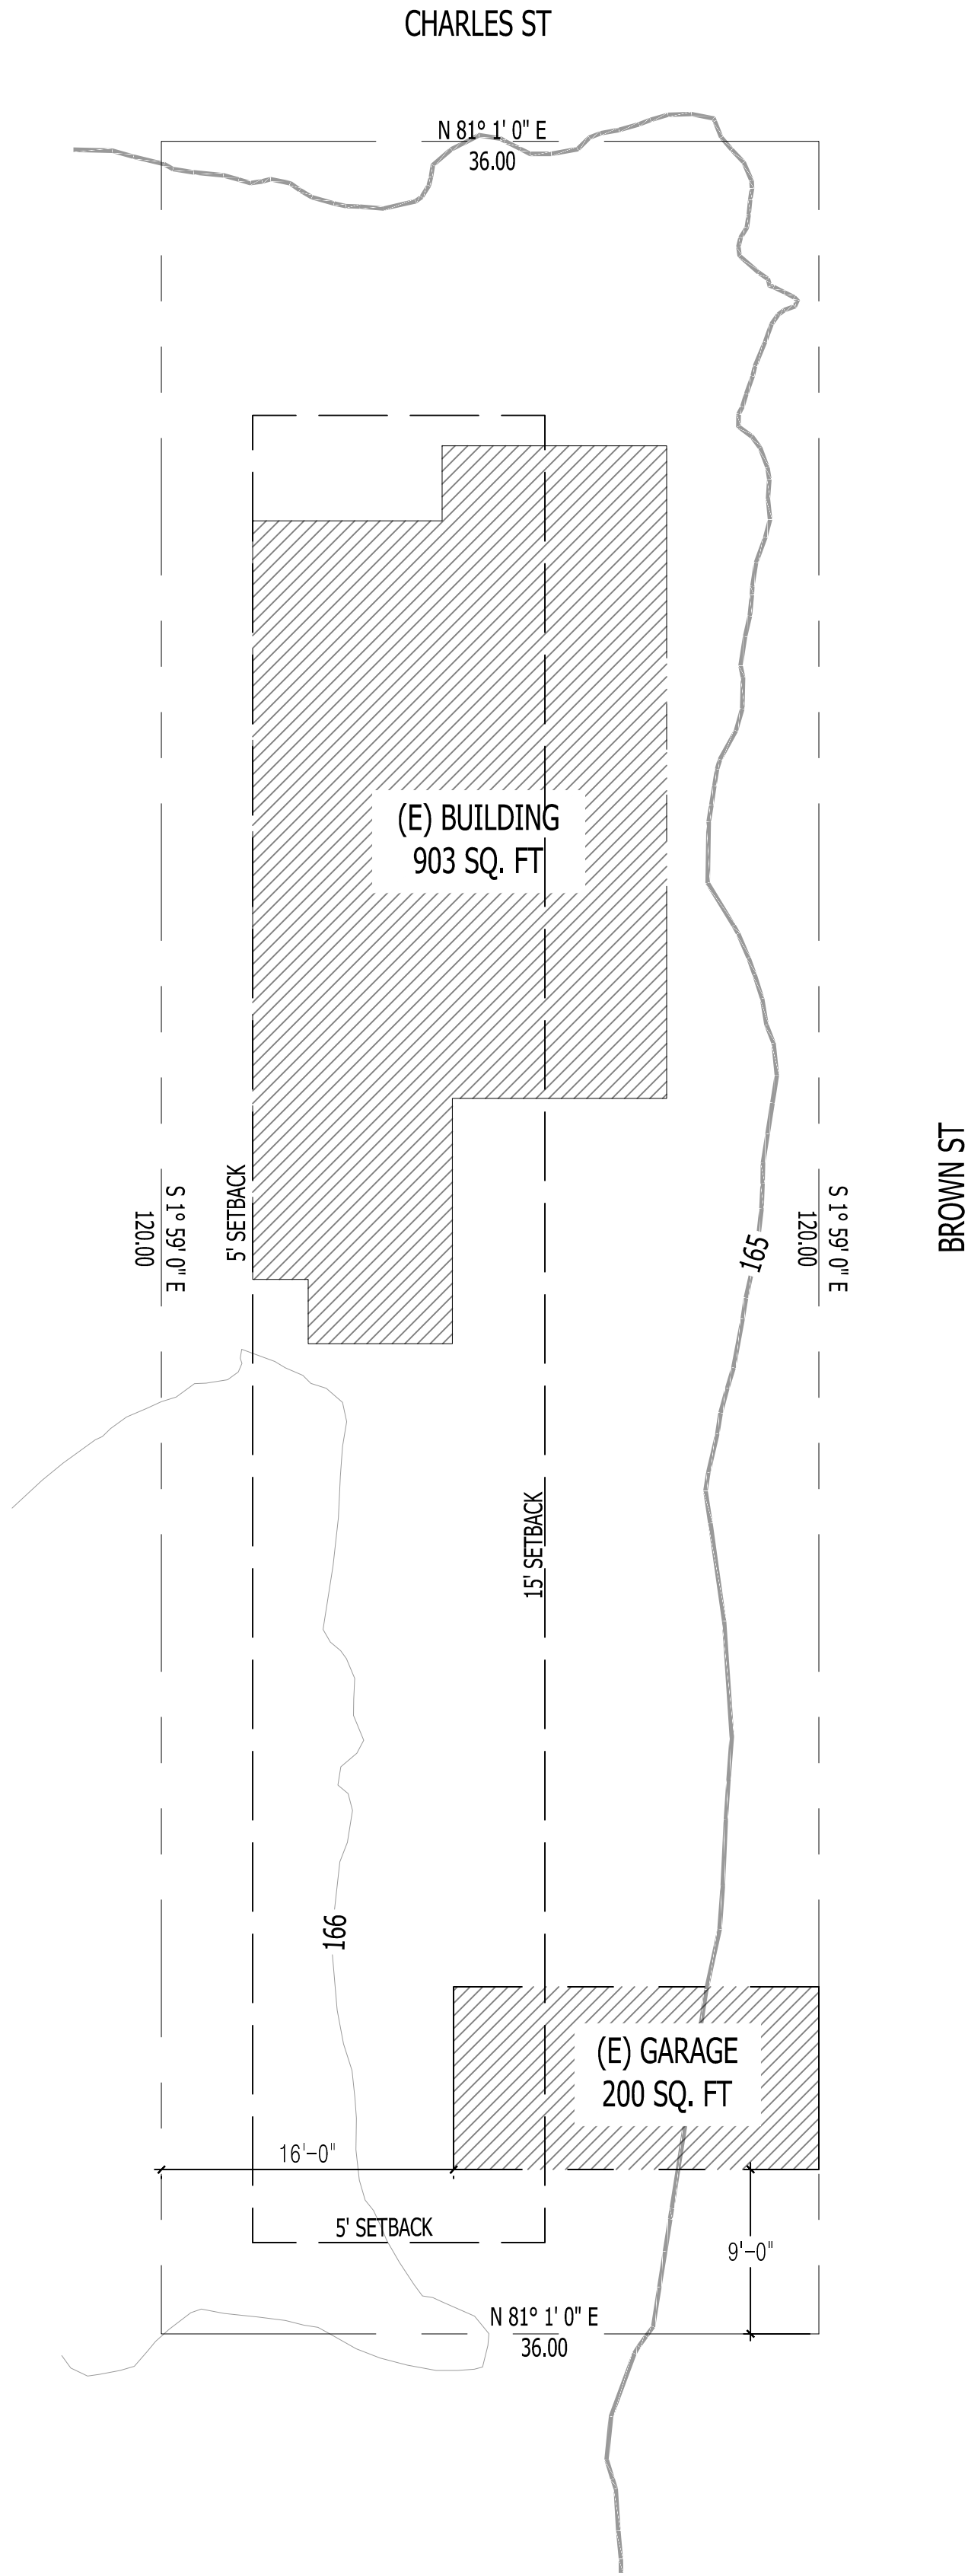 CHARLES ST
N 81° 1' 0" E
36.00
(E) BUILDING
903 SQ. FT
BROWN ST
5' SETBACK
S 1° 59' 0" E
120.00
S 1° 59' 0" E
120.00
165
15' SETBACK
166
(E) GARAGE
200 SQ. FT
16'-0"
5' SETBACK
9'-0"
N 81° 1' 0" E
36.00